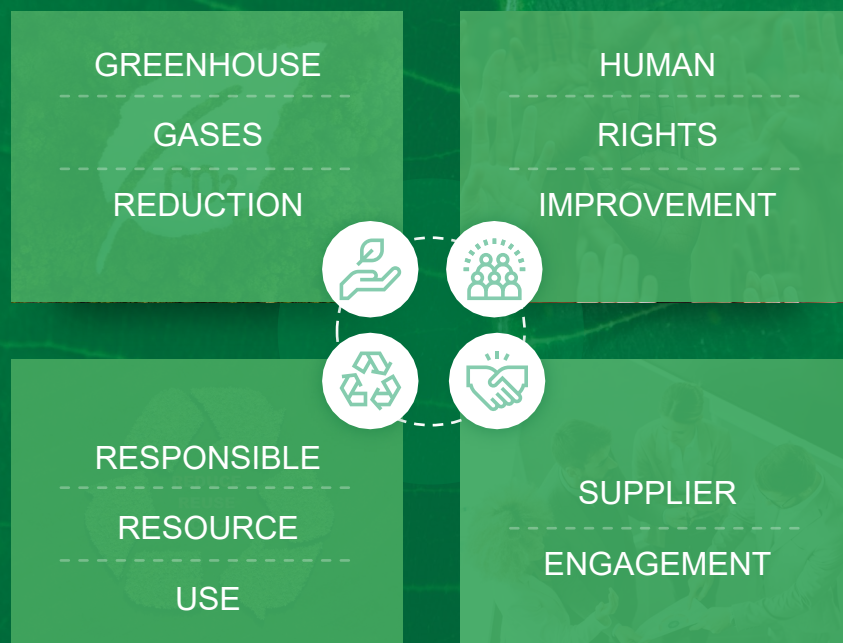 GREENHOUSE
GASES
REDUCTION
HUMAN
RIGHTS
IMPROVEMENT
RESPONSIBLE
RESOURCE
USE
SUPPLIER
ENGAGEMENT